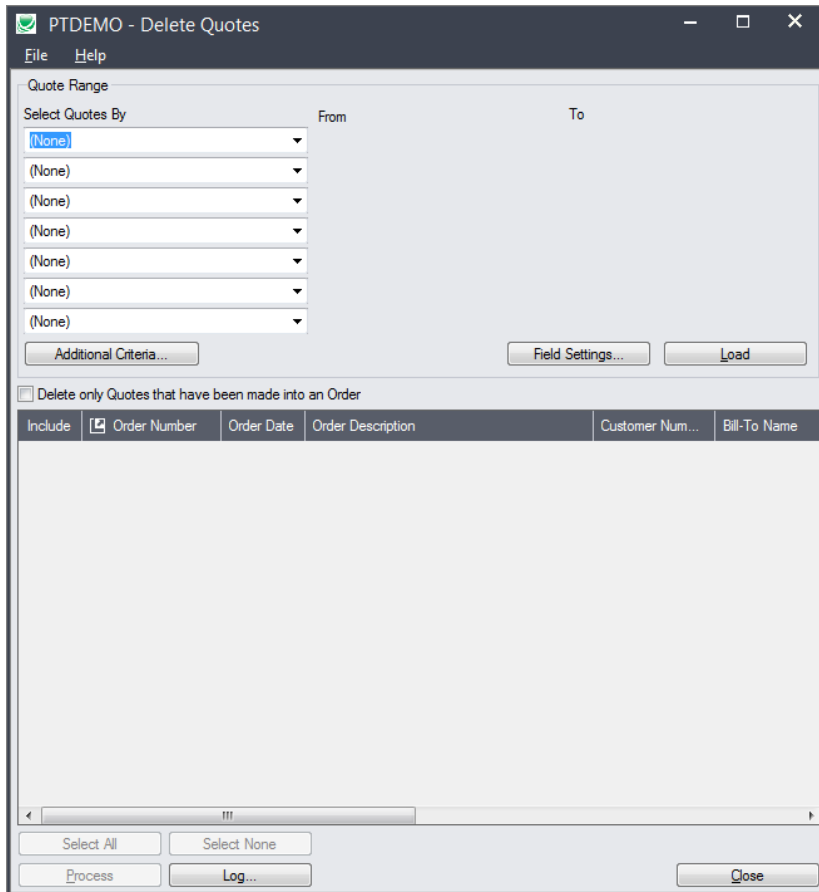 PTDEMO - Delete Quotes
File Help
Quote Range
Select Quotes By From To
(None)
(None)
(None)
(None)
(None)
(None)
(None)
Additional Criteria... Field Settings... Load
Delete only Quotes that have been made into an Order
Include Order Number Order Date Order Description Customer Num... Bill-To Name
Select All Select None
Process Log... Close